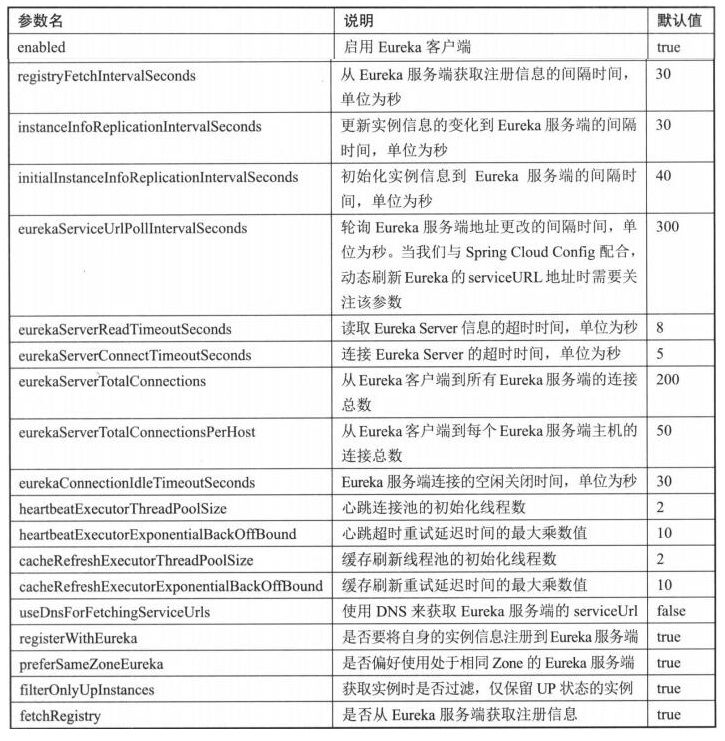 参数名 说明 默认值
enabled 启用 Eureka 客户端 true
registryFetchIntervalSeconds 从 Eureka 服务端获取注册信息的间隔时间， 30
单位为秒
instanceInfoReplicationIntervalSeconds 更新实例信息的变化到 Eureka 服务端的间隔 30
时间，单位为秒
initialInstanceInfoReplicationIntervalSeconds 初始化实例信息到 Eureka 服务端的间隔时 40
间，单位为秒
eurekaServiceUrlPollIntervalSeconds 轮询 Eureka 服务端地址更改的间隔时间，单 300
位为秒。当我们与 Spring Cloud Config 配合，
动态刷新 Eureka 的 serviceURL 地址时需要关
注该参数
eurekaServerReadTimeoutSeconds 读取 Eureka Server 信息的超时时间，单位为秒 8
eurekaServerConnectTimeoutSeconds 连接 Eureka Server 的超时时间，单位为秒 5
eurekaServerTotalConnections 从 Eureka 客户端到所有 Eureka 服务端的连接 200
总数
eurekaServerTotalConnectionsPerHost 从 Eureka 客户端到每个 Eureka 服务端主机的 50
连接总数
eurekaConnectionIdleTimeoutSeconds Eureka 服务端连接的空闲关闭时间，单位为秒 30
heartbeatExecutorThreadPoolSize 心跳连接池的初始化线程数 2
heartbeatExecutorExponentialBackOffBound 心跳超时重试延迟时间的最大乘数值 10
cacheRefreshExecutorThreadPoolSize 缓存刷新线程池的初始化线程数 2
cacheRefreshExecutorExponentialBackOffBound 缓存刷新重试延迟时间的最大乘数值 10
useDnsForFetchingServiceUrls 使用 DNS 来获取 Eureka 服务端的 serviceUrl false
registerWithEureka 是否要将自身的实例信息注册到 Eureka 服务端 true
preferSameZoneEureka 是否偏好使用处于相同 Zone 的 Eureka 服务端 true
filterOnlyUpInstances 获取实例时是否过滤，仅保留 UP 状态的实例 true
fetchRegistry 是否从 Eureka 服务端获取注册信息 true